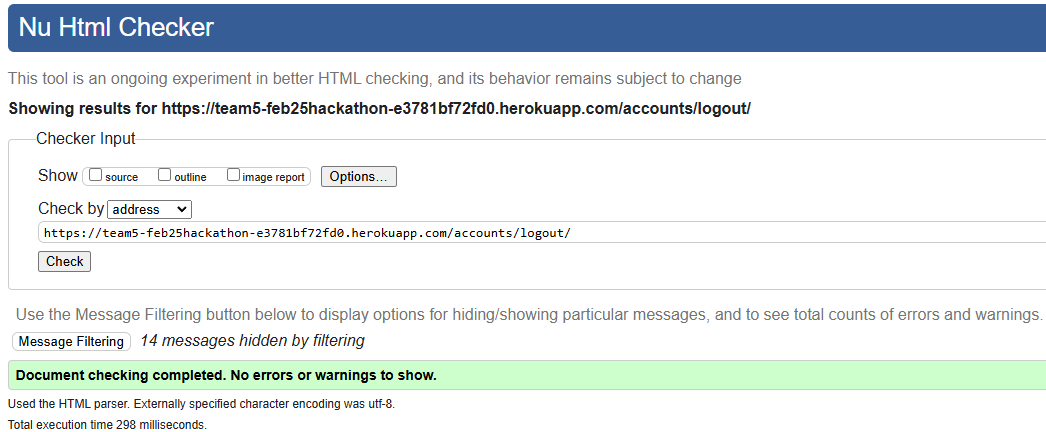 Nu Html Checker
This tool is an ongoing experiment in better HTML checking, and its behavior remains subject to change
Showing results for https://team5-feb25hackathon-e3781bf72fd0.herokuapp.com/accounts/logout/
Checker Input
Show source outline image report Options...
Check by address
https://team5-feb25hackathon-e3781bf72fd0.herokuapp.com/accounts/logout/
Check
Use the Message Filtering button below to display options for hiding/showing particular messages, and to see total counts of errors and warnings.
Message Filtering 14 messages hidden by filtering
Document checking completed. No errors or warnings to show.
Used the HTML parser. Externally specified character encoding was utf-8.
Total execution time 298 milliseconds.